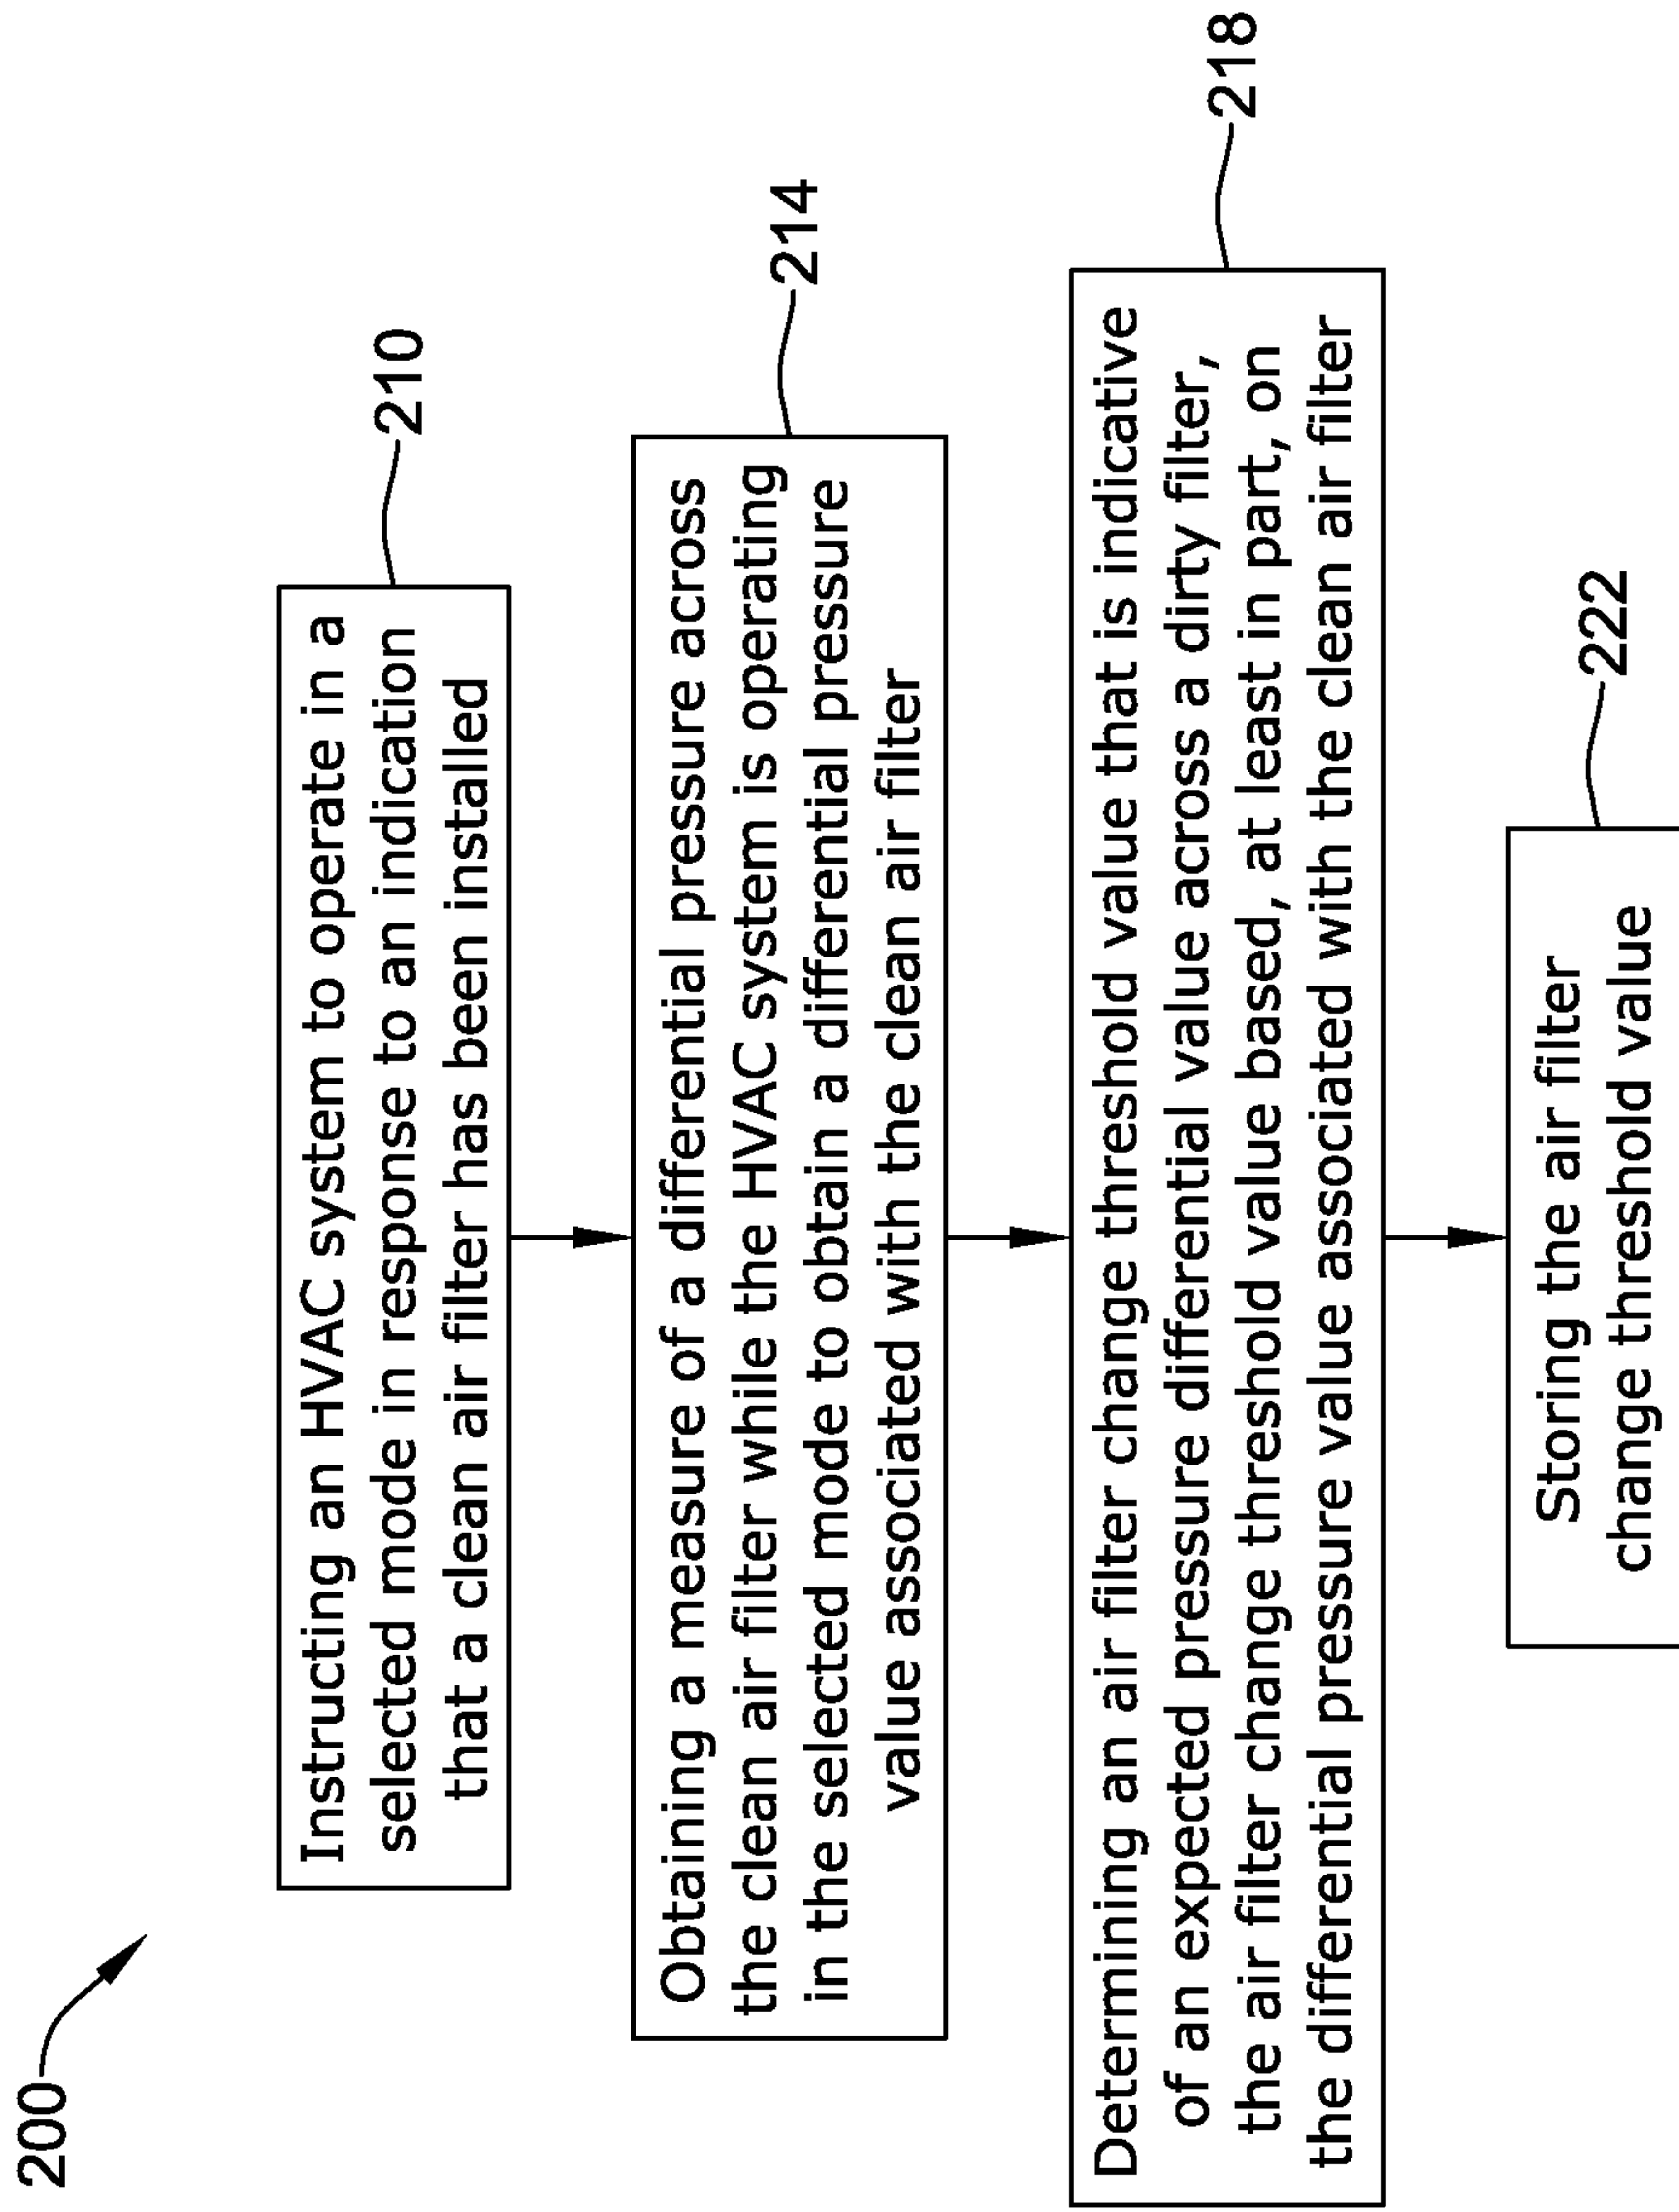 200
Instructing an HVAC system to operate in a
selected mode in response to an indication
that a clean air filter has been installed
210
Obtaining a measure of a differential pressure across
the clean air filter while the HVAC system is operating
in the selected mode to obtain a differential pressure
value associated with the clean air filter
214
Determining an air filter change threshold value that is indicative
of an expected pressure differential value across a dirty filter,
the air filter change threshold value based, at least in part, on
the differential pressure value associated with the clean air filter
218
Storing the air filter
change threshold value
222